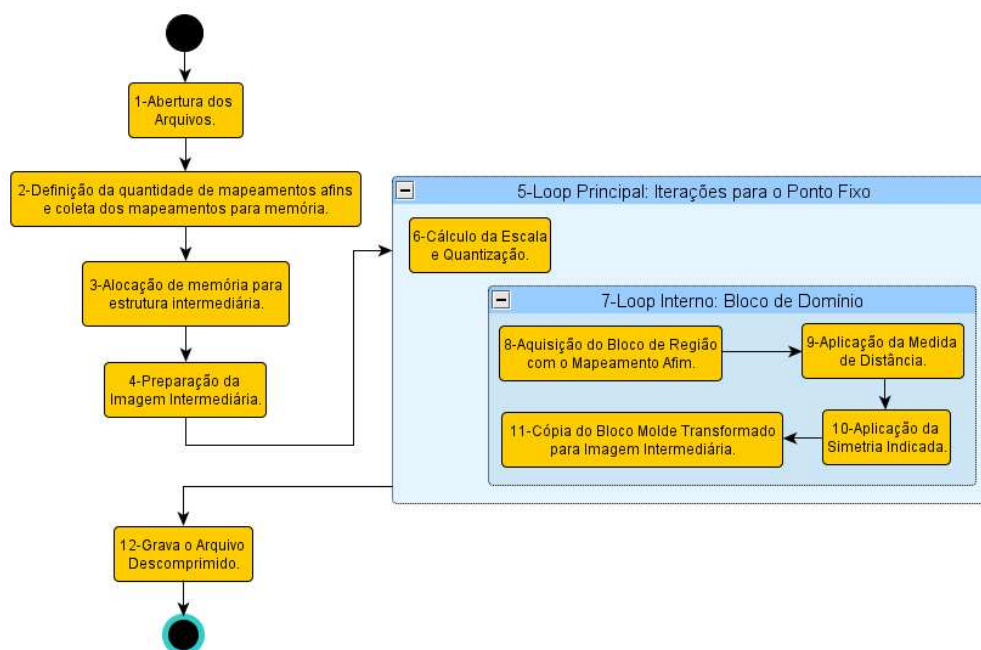 1-Abertura dos
Arquivos.
2-Definição da quantidade de mapeamentos afins
e coleta dos mapeamentos para memória.
3-Alocação de memória para
estrutura intermediária.
4-Preparação da
Imagem Intermediária.
5-Loop Principal: Iterações para o Ponto Fixo
6-Cálculo da Escala
e Quantização.
7-Loop Interno: Bloco de Domínio
8-Aquisição do Bloco de Região
com o Mapeamento Afim.
9-Aplicação da Medida
de Distância.
10-Aplicação da
Simetria Indicada.
11-Cópia do Bloco Molde Transformado
para Imagem Intermediária.
12-Grava o Arquivo
Descomprimido.